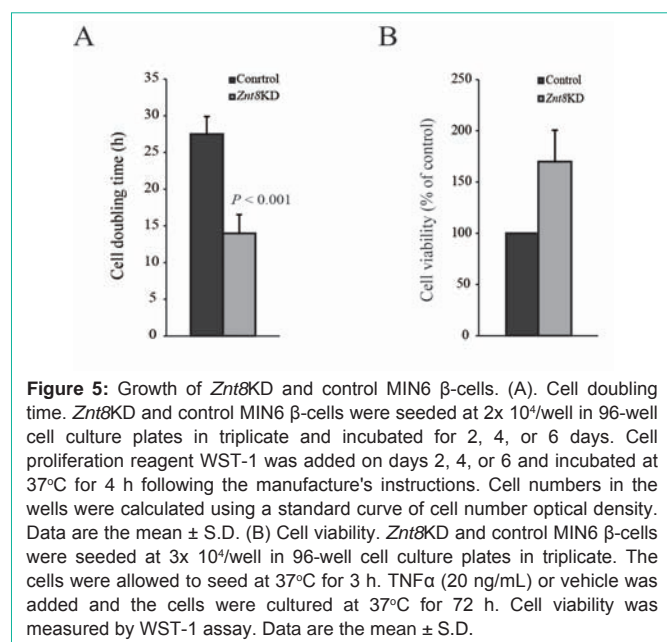 A
B
35
30
25
20
15
10
5
0
Cell doubling time (h)
Conrtrol
Znt8KD
P < 0.001
250
200
150
100
50
0
Cell viability (% of control)
Control
Znt8KD
Figure 5: Growth of Znt8KD and control MIN6 β-cells. (A). Cell doubling
time. Znt8KD and control MIN6 β-cells were seeded at 2x 10⁴/well in 96-well
cell culture plates in triplicate and incubated for 2, 4, or 6 days. Cell
proliferation reagent WST-1 was added on days 2, 4, or 6 and incubated at
37°C for 4 h following the manufacture's instructions. Cell numbers in the
wells were calculated using a standard curve of cell number optical density.
Data are the mean ± S.D. (B) Cell viability. Znt8KD and control MIN6 β-cells
were seeded at 3x 10⁴/well in 96-well cell culture plates in triplicate. The
cells were allowed to seed at 37°C for 3 h. TNFα (20 ng/mL) or vehicle was
added and the cells were cultured at 37°C for 72 h. Cell viability was
measured by WST-1 assay. Data are the mean ± S.D.